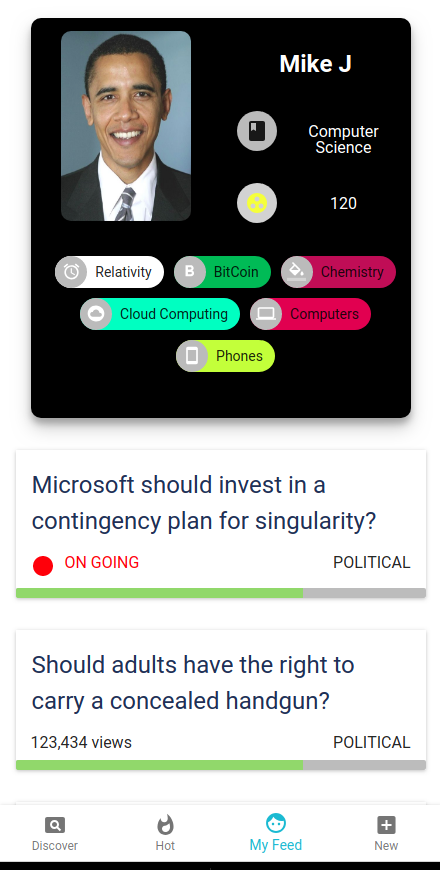 Mike J
Computer
Science
120
Relativity
B BitCoin
Chemistry
Cloud Computing
Computers
Phones
Microsoft should invest in a
contingency plan for singularity?
ON GOING
POLITICAL
Should adults have the right to
carry a concealed handgun?
123,434 views
POLITICAL
Discover
Hot
My Feed
New